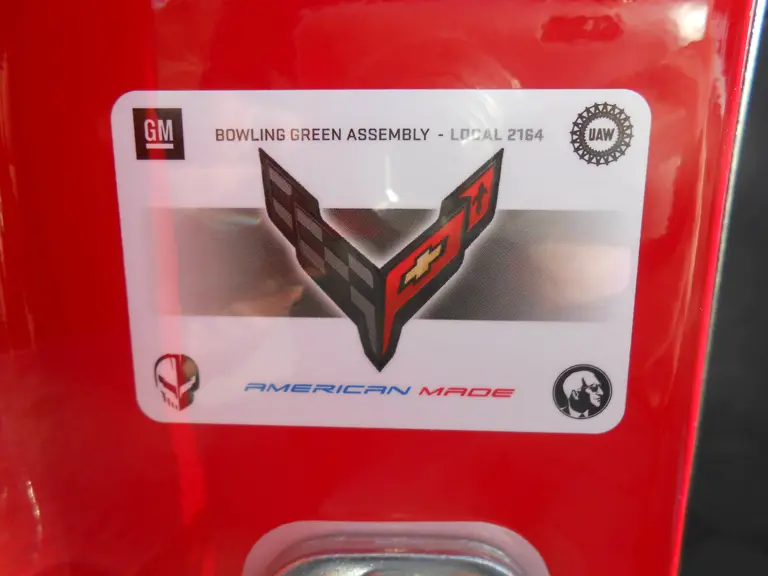 GM
BOWLING GREEN ASSEMBLY - LOCAL 2164
UAW
AMERICAN MADE